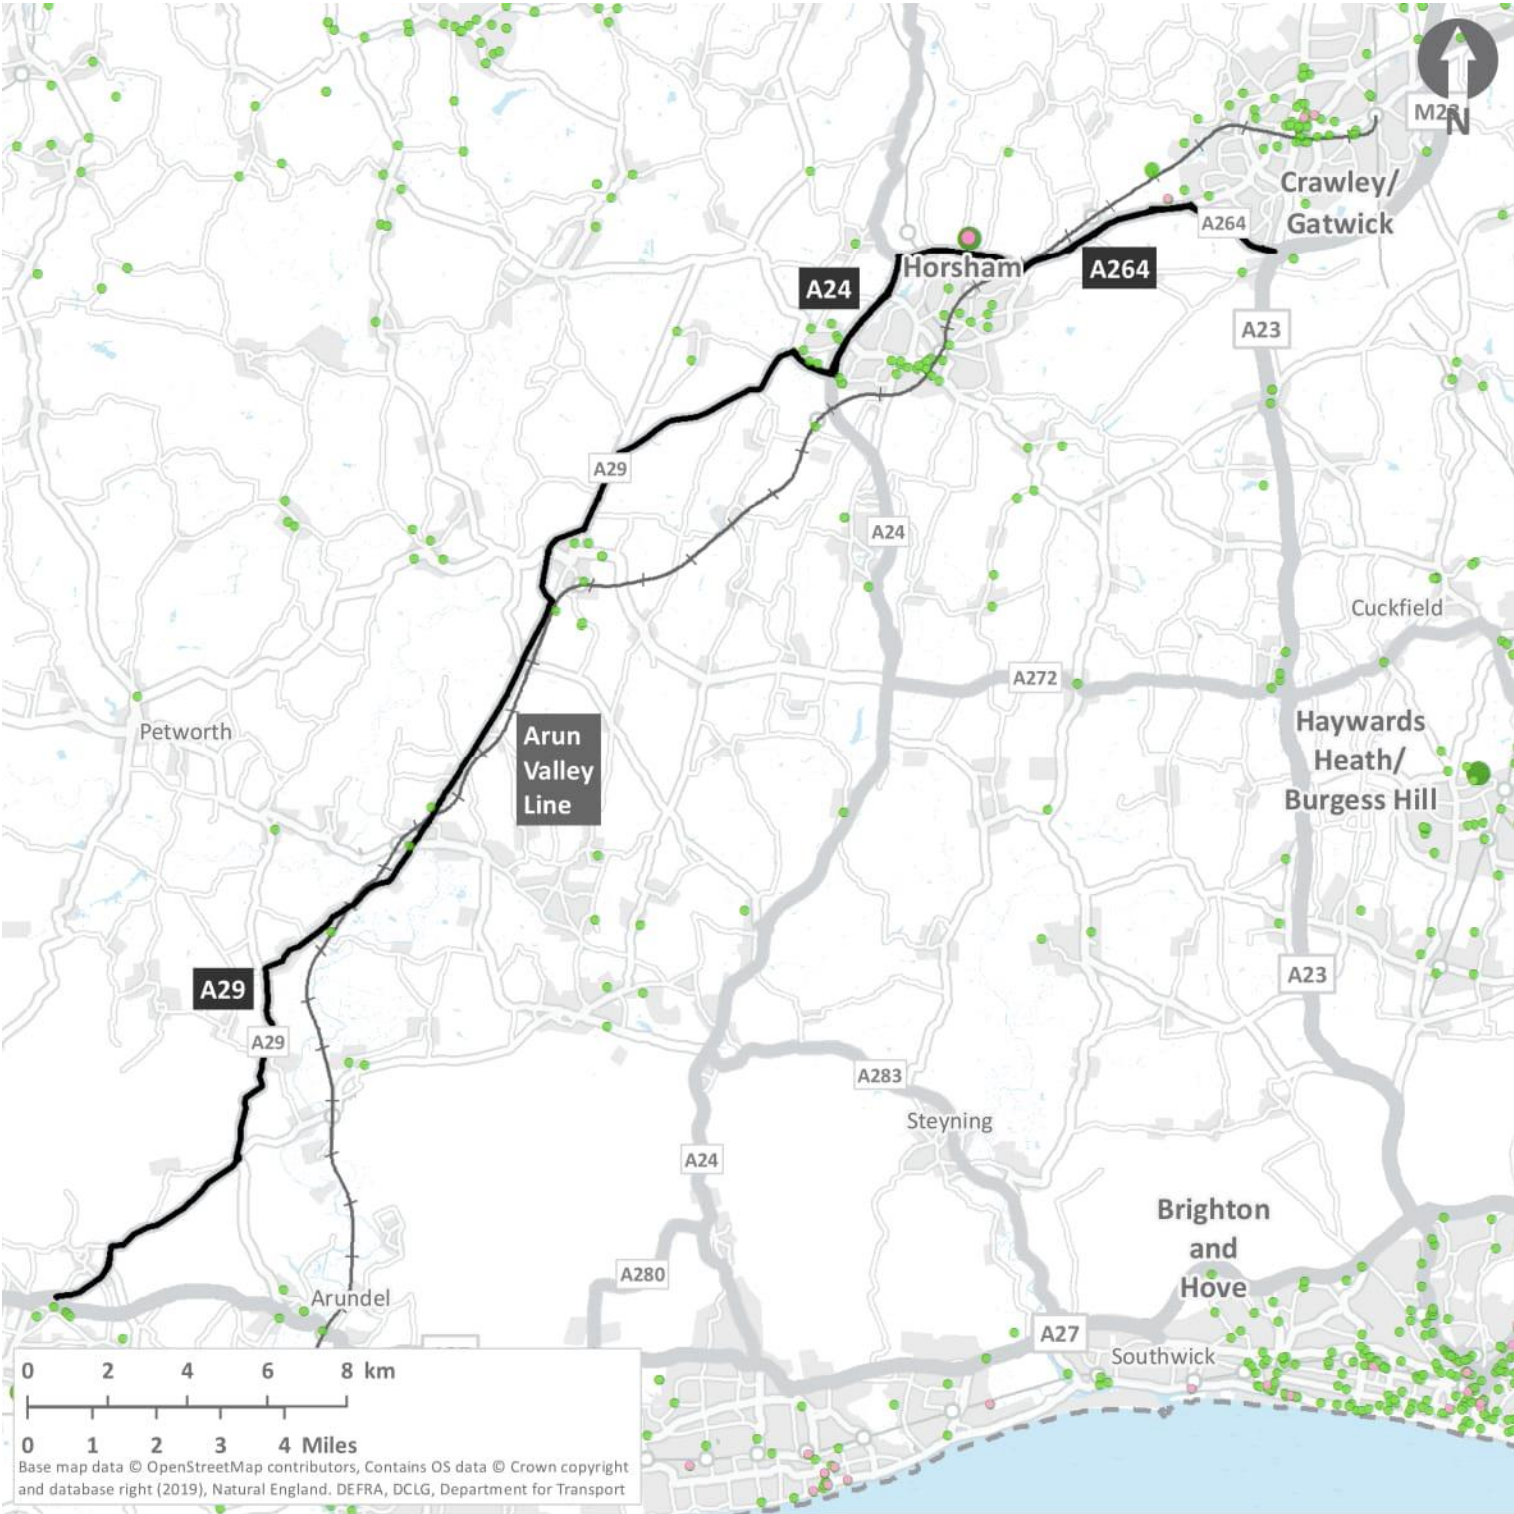 M23
N
Crawley/
Gatwick
A264
Horsham
A264
A24
A23
A29
A24
Cuckfield
A272
Petworth
Arun
Valley
Line
Haywards
Heath/
Burgess Hill
A29
A23
A29
A283
Steyning
A24
Brighton
and
Hove
A280
Arundel
A27
Southwick
0 2 4 6 8 km
0 1 2 3 4 Miles
Base map data © OpenStreetMap contributors, Contains OS data © Crown copyright
and database right (2019), Natural England. DEFRA, DCLG, Department for Transport